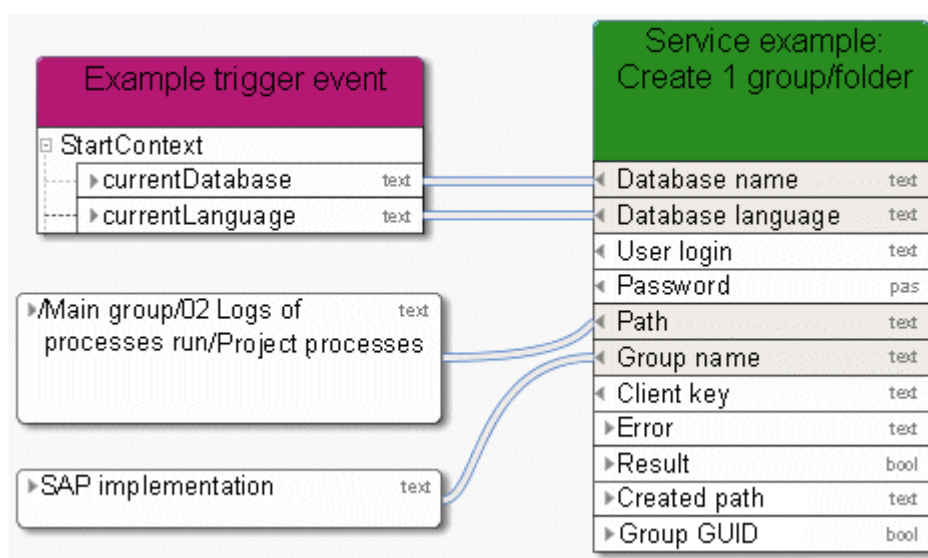 Example trigger event
StartContext
currentDatabase text
currentLanguage text
/Main group/02 Logs of text
processes run/Project processes
SAP implementation text
Service example:
Create 1 group/folder
Database name text
Database language text
User login text
Password pas
Path text
Group name text
Client key text
Error text
Result bool
Created path text
Group GUID bool